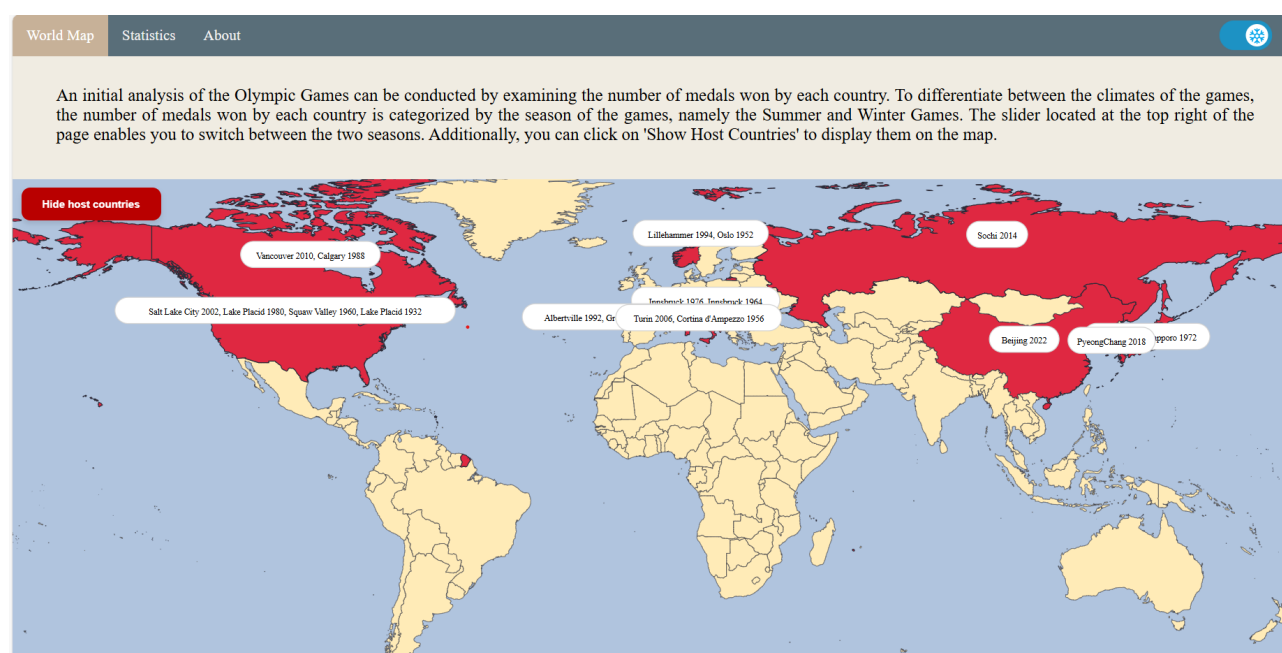 World Map Statistics About
An initial analysis of the Olympic Games can be conducted by examining the number of medals won by each country. To differentiate between the climates of the games,
the number of medals won by each country is categorized by the season of the games, namely the Summer and Winter Games. The slider located at the top right of the
page enables you to switch between the two seasons. Additionally, you can click on 'Show Host Countries' to display them on the map.
Hide host countries
Lillehammer 1994, Oslo 1952
Sochi 2014
Vancouver 2010, Calgary 1988
Innsbruck 1976, Innsbruck 1964
Salt Lake City 2002, Lake Placid 1980, Squaw Valley 1960, Lake Placid 1932
Albertville 1992,
Turin 2006, Cortina d'Ampezzo 1956
Beijing 2022
PyeongChang 2018
1972